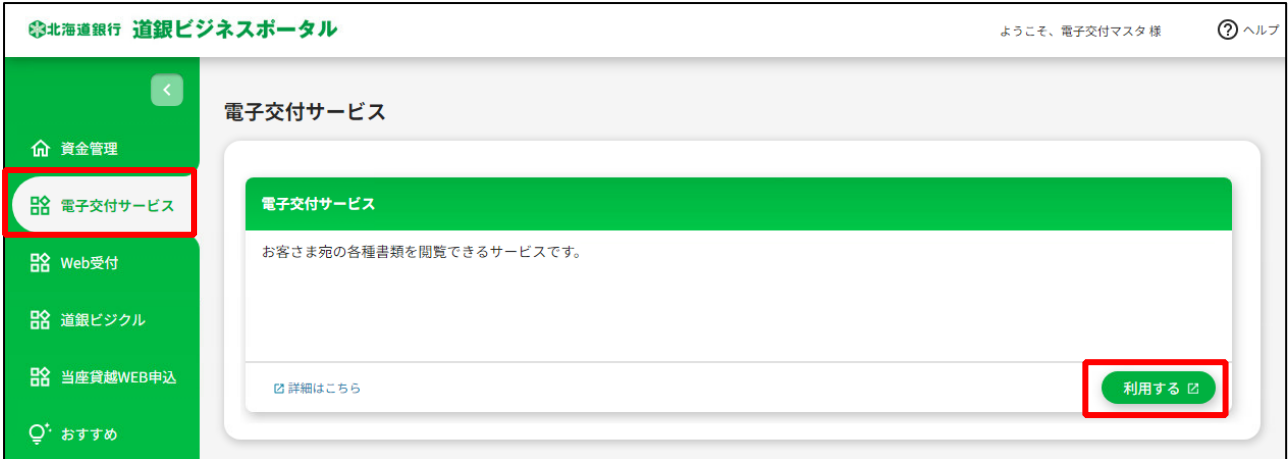 北海道銀行 道銀ビジネスポータル
ようこそ、電子交付マスタ 様
ヘルプ
電子交付サービス
資金管理
電子交付サービス
Web受付
道銀ビジクル
当座貸越WEB申込
おすすめ
電子交付サービス
お客さま宛の各種書類を閲覧できるサービスです。
詳細はこちら
利用する